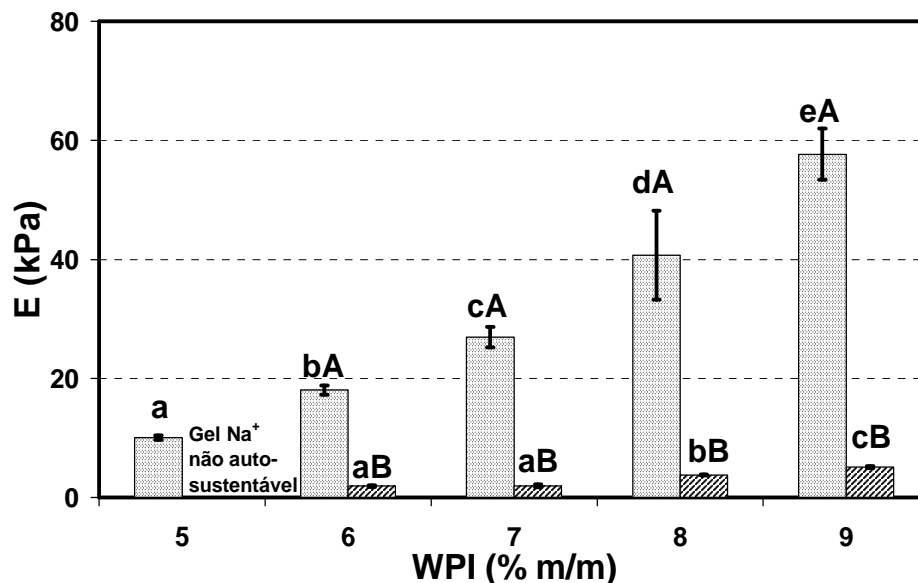 80
60
40
20
0
E (kPa)
a
Gel Na⁺
não auto-
sustentável
bA
aB
cA
aB
dA
bB
eA
cB
5 6 7 8 9
WPI (% m/m)